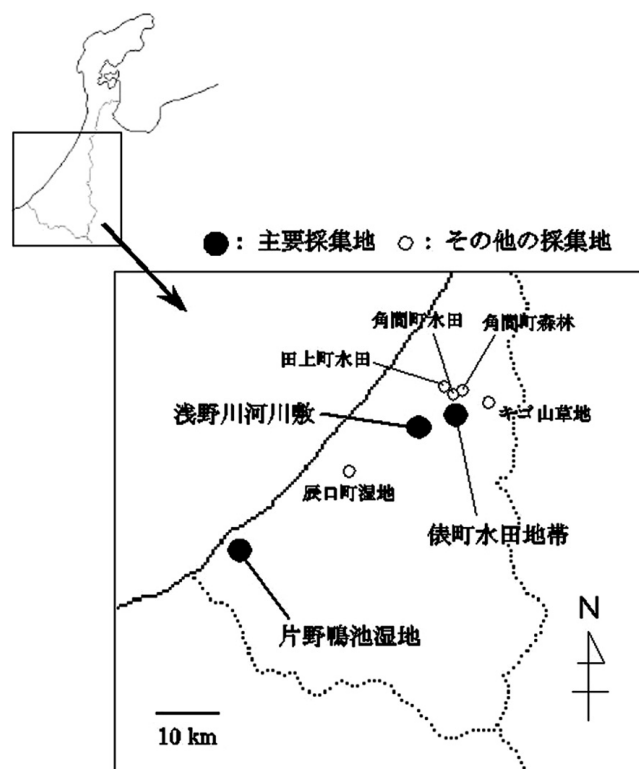 ●： 主要採集地 ○： その他の採集地
角間町水田
角間町森林
田上町水田
浅野川河川敷
キゴ山草地
辰口町湿地
俵町水田地帯
片野鴨池湿地
N
10 km